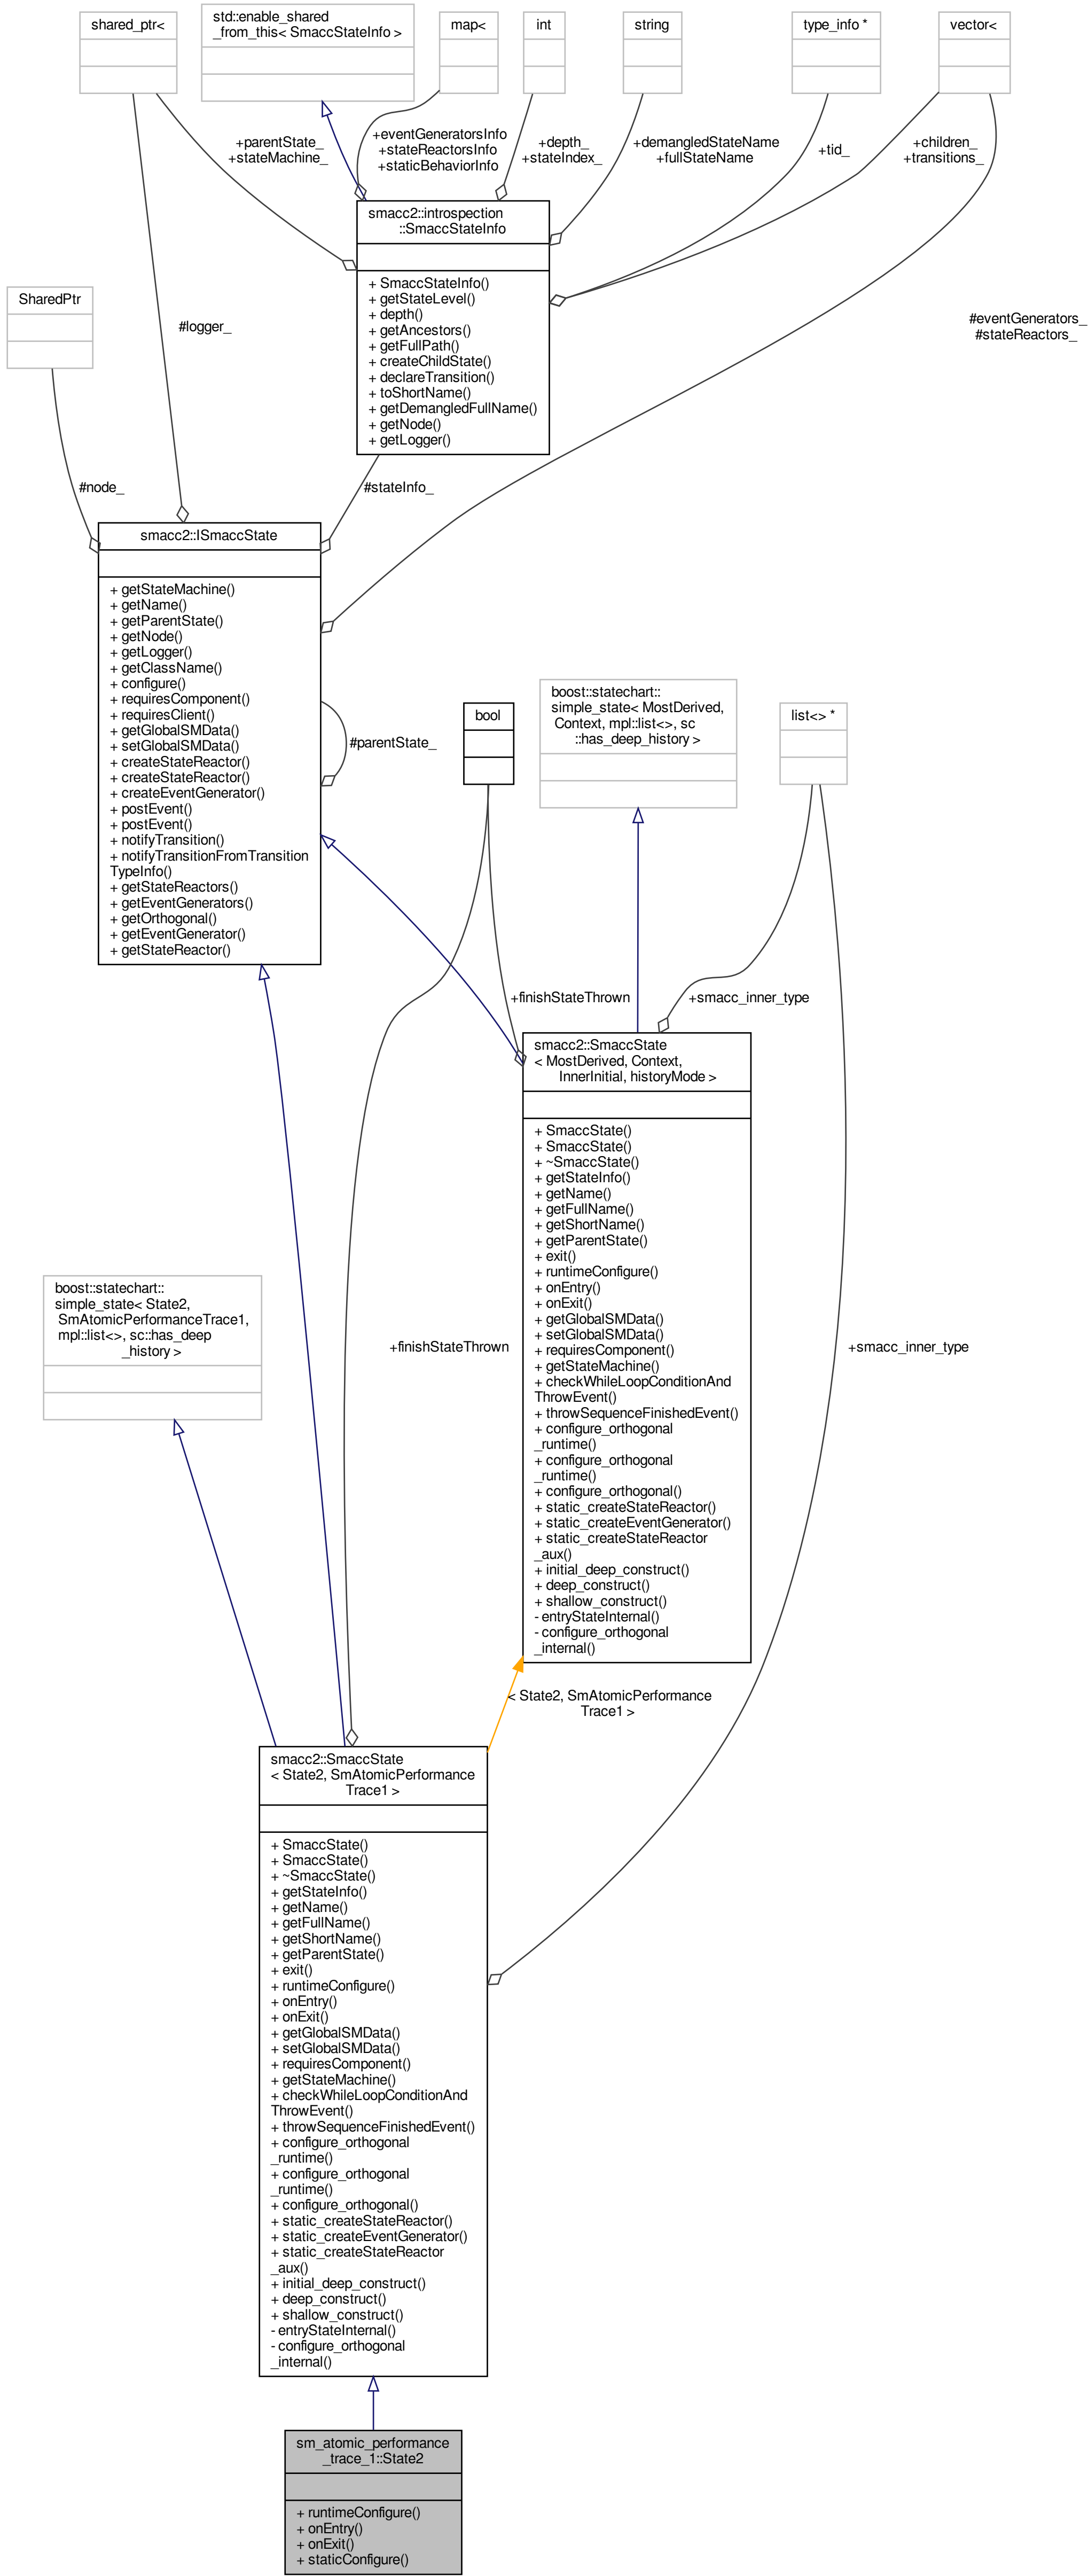 shared_ptr<
std::enable_shared
_from_this< SmaccStateInfo >
map<
int
string
type_info *
vector<
+parentState_
+stateMachine_
+eventGeneratorsInfo
+stateReactorsInfo
+staticBehaviorInfo
+depth_
+stateIndex_
+demangledStateName
+fullStateName
+tid_
+children_
+transitions_
smacc2::introspection
::SmaccStateInfo
+ SmaccStateInfo()
+ getStateLevel()
+ depth()
+ getAncestors()
+ getFullPath()
+ createChildState()
+ declareTransition()
+ toShortName()
+ getDemangledFullName()
+ getNode()
+ getLogger()
SharedPtr
#logger_
#eventGenerators_
#stateReactors_
#node_
#stateInfo_
smacc2::ISmaccState
+ getStateMachine()
+ getName()
+ getParentState()
+ getNode()
+ getLogger()
+ getClassName()
+ configure()
+ requiresComponent()
+ requiresClient()
+ getGlobalSMData()
+ setGlobalSMData()
+ createStateReactor()
+ createStateReactor()
+ createEventGenerator()
+ postEvent()
+ postEvent()
+ notifyTransition()
+ notifyTransitionFromTransition
TypeInfo()
+ getStateReactors()
+ getEventGenerators()
+ getOrthogonal()
+ getEventGenerator()
+ getStateReactor()
#parentState_
bool
boost::statechart::
simple_state< MostDerived,
Context, mpl::list<>, sc
::has_deep_history >
list<> *
+finishStateThrown
+smacc_inner_type
smacc2::SmaccState
< MostDerived, Context,
InnerInitial, historyMode >
+ SmaccState()
+ SmaccState()
+ ~SmaccState()
+ getStateInfo()
+ getName()
+ getFullName()
+ getShortName()
+ getParentState()
+ exit()
+ runtimeConfigure()
+ onEntry()
+ onExit()
+ getGlobalSMData()
+ setGlobalSMData()
+ requiresComponent()
+ getStateMachine()
+ checkWhileLoopConditionAnd
ThrowEvent()
+ throwSequenceFinishedEvent()
+ configure_orthogonal
_runtime()
+ configure_orthogonal
_runtime()
+ configure_orthogonal()
+ static_createStateReactor()
+ static_createEventGenerator()
+ static_createStateReactor
_aux()
+ initial_deep_construct()
+ deep_construct()
+ shallow_construct()
- entryStateInternal()
- configure_orthogonal
_internal()
boost::statechart::
simple_state< State2,
SmAtomicPerformanceTrace1,
mpl::list<>, sc::has_deep
_history >
+finishStateThrown
+smacc_inner_type
< State2, SmAtomicPerformance
Trace1 >
smacc2::SmaccState
< State2, SmAtomicPerformance
Trace1 >
+ SmaccState()
+ SmaccState()
+ ~SmaccState()
+ getStateInfo()
+ getName()
+ getFullName()
+ getShortName()
+ getParentState()
+ exit()
+ runtimeConfigure()
+ onEntry()
+ onExit()
+ getGlobalSMData()
+ setGlobalSMData()
+ requiresComponent()
+ getStateMachine()
+ checkWhileLoopConditionAnd
ThrowEvent()
+ throwSequenceFinishedEvent()
+ configure_orthogonal
_runtime()
+ configure_orthogonal
_runtime()
+ configure_orthogonal()
+ static_createStateReactor()
+ static_createEventGenerator()
+ static_createStateReactor
_aux()
+ initial_deep_construct()
+ deep_construct()
+ shallow_construct()
- entryStateInternal()
- configure_orthogonal
_internal()
sm_atomic_performance
_trace_1::State2
+ runtimeConfigure()
+ onEntry()
+ onExit()
+ staticConfigure()